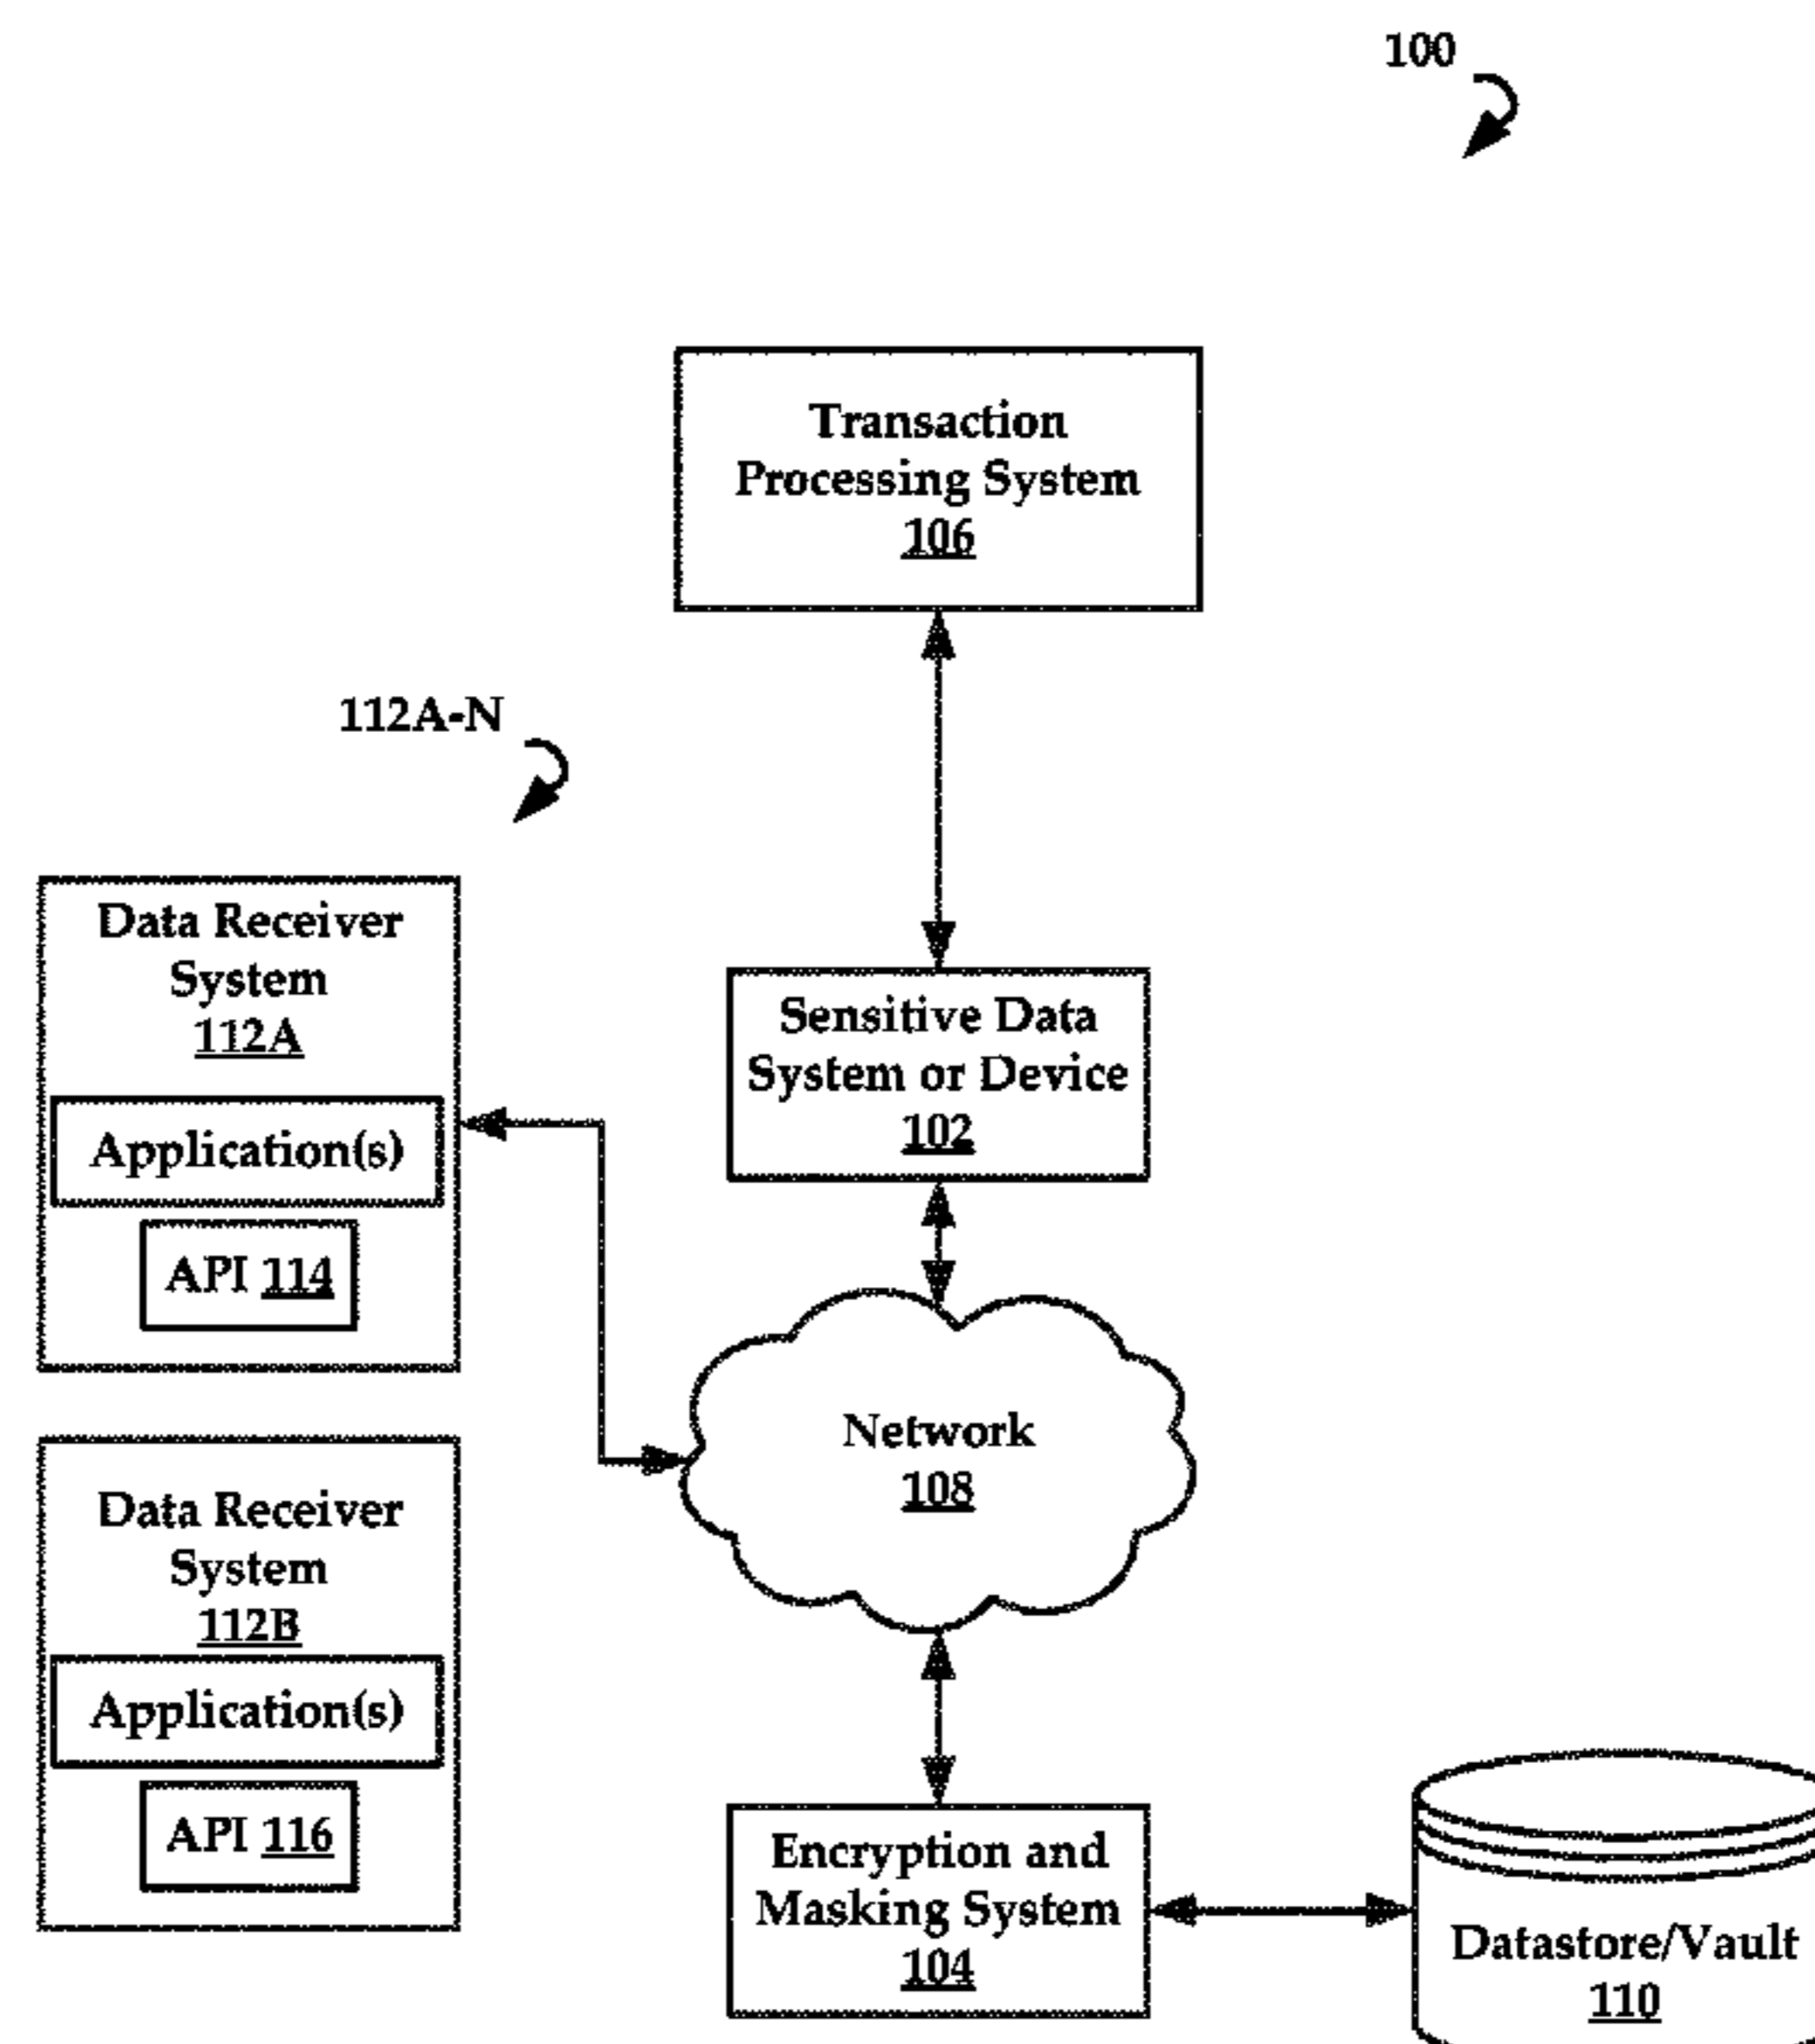 100
Transaction
Processing System
106
112A-N
Data Receiver
System
112A
Application(s)
API 114
Sensitive Data
System or Device
102
Network
108
Data Receiver
System
112B
Application(s)
API 116
Encryption and
Masking System
104
Datastore/Vault
110